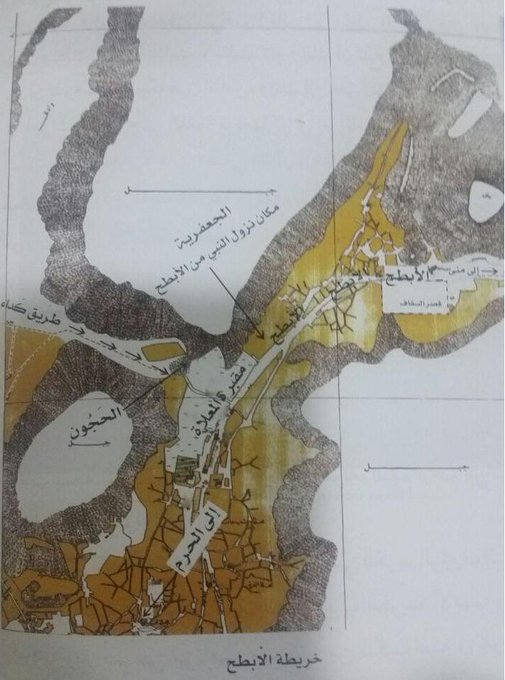 الجعفرية
مكان نزول النبي من الأبطح
إلى منى
الأبطح
قصر السقاف
الأبطح
الأبطح
طريق كداء
مقبرة المعلاة
الحجون
جبل
جبل
إلى الحرم
خريطة الأبطح